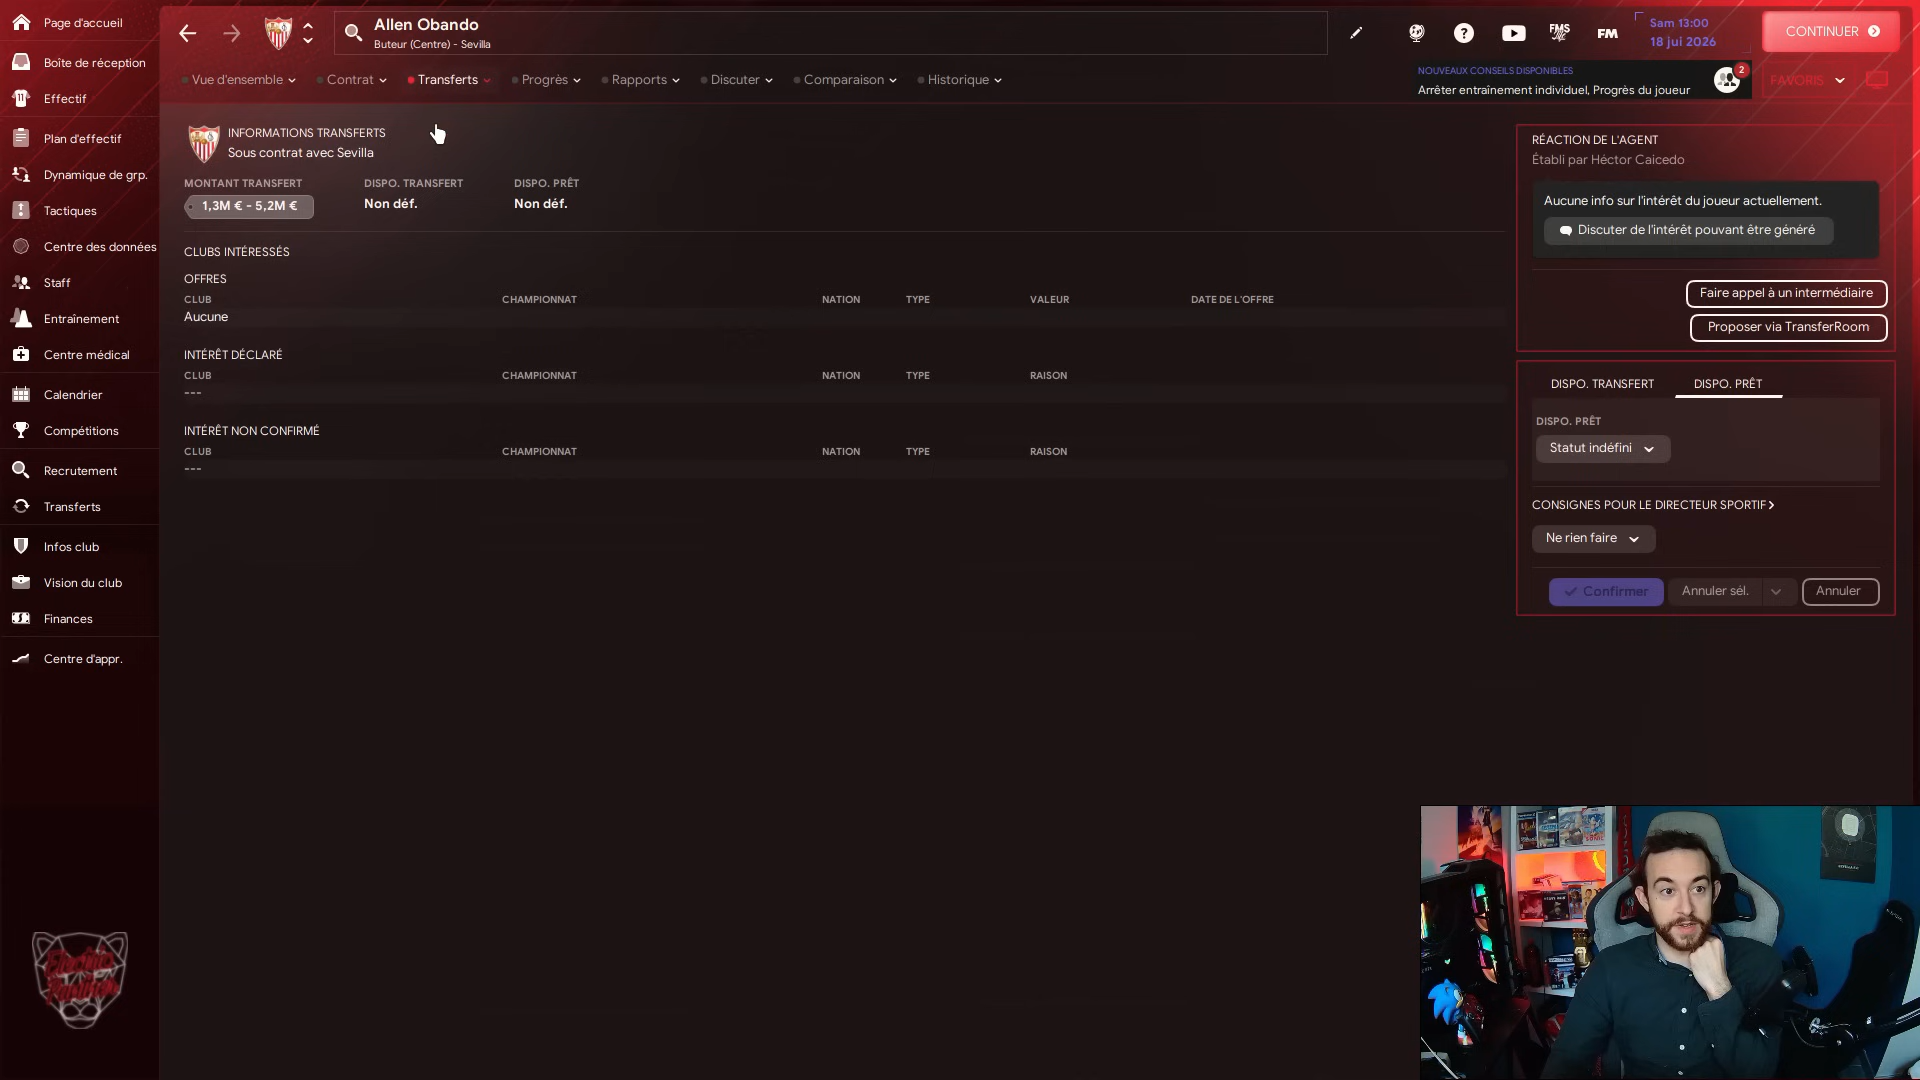 Page d'accueil
Boîte de réception
Effectif
Plan d'effectif
Dynamique de grp.
Tactiques
Centre des données
Staff
Entraînement
Centre médical
Calendrier
Compétitions
Recrutement
Transferts
Infos club
Vision du club
Finances
Centre d'appr.
Allen Obando
Buteur (Centre) - Sevilla
FMS
FM
Sam 13:00
18 jui 2026
CONTINUER
Vue d'ensemble
Contrat
Transferts
Progrès
Rapports
Discuter
Comparaison
Historique
NOUVEAUX CONSEILS DISPONIBLES
Arrêter entraînement individuel, Progrès du joueur
2
FAVORIS
INFORMATIONS TRANSFERTS
Sous contrat avec Sevilla
MONTANT TRANSFERT DISPO. TRANSFERT DISPO. PRÊT
1,3M € - 5,2M € Non déf. Non déf.
CLUBS INTÉRESSÉS
OFFRES
CLUB CHAMPIONNAT NATION TYPE VALEUR DATE DE L'OFFRE
Aucune
INTÉRÊT DÉCLARÉ
CLUB CHAMPIONNAT NATION TYPE RAISON
---
INTÉRÊT NON CONFIRMÉ
CLUB CHAMPIONNAT NATION TYPE RAISON
---
RÉACTION DE L'AGENT
Établi par Héctor Caicedo
Aucune info sur l'intérêt du joueur actuellement.
Discuter de l'intérêt pouvant être généré
Faire appel à un intermédiaire
Proposer via TransferRoom
DISPO. TRANSFERT DISPO. PRÊT
DISPO. PRÊT
Statut indéfini
CONSIGNES POUR LE DIRECTEUR SPORTIF
Ne rien faire
Confirmer Annuler sél. Annuler